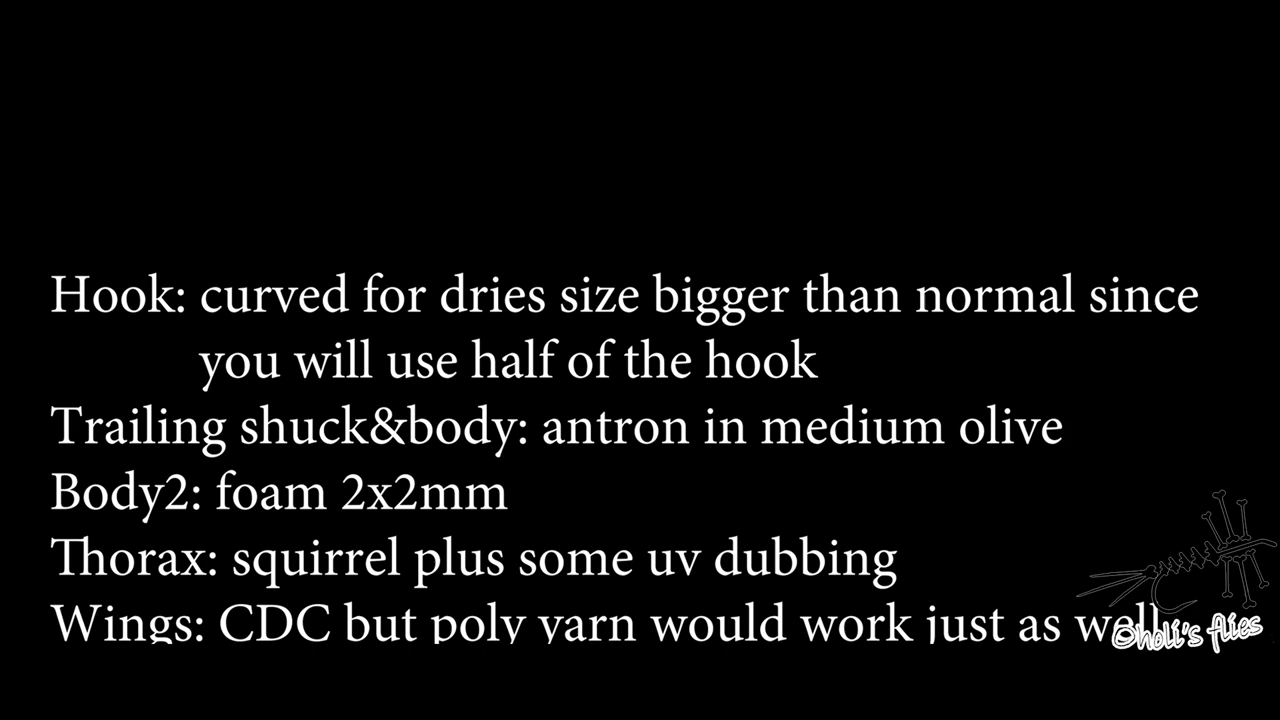 Hook: curved for dries size bigger than normal since
you will use half of the hook
Trailing shuck&body: antron in medium olive
Body2: foam 2x2mm
Thorax: squirrel plus some uv dubbing
Wings: CDC but poly yarn would work just as well
©holi's flies